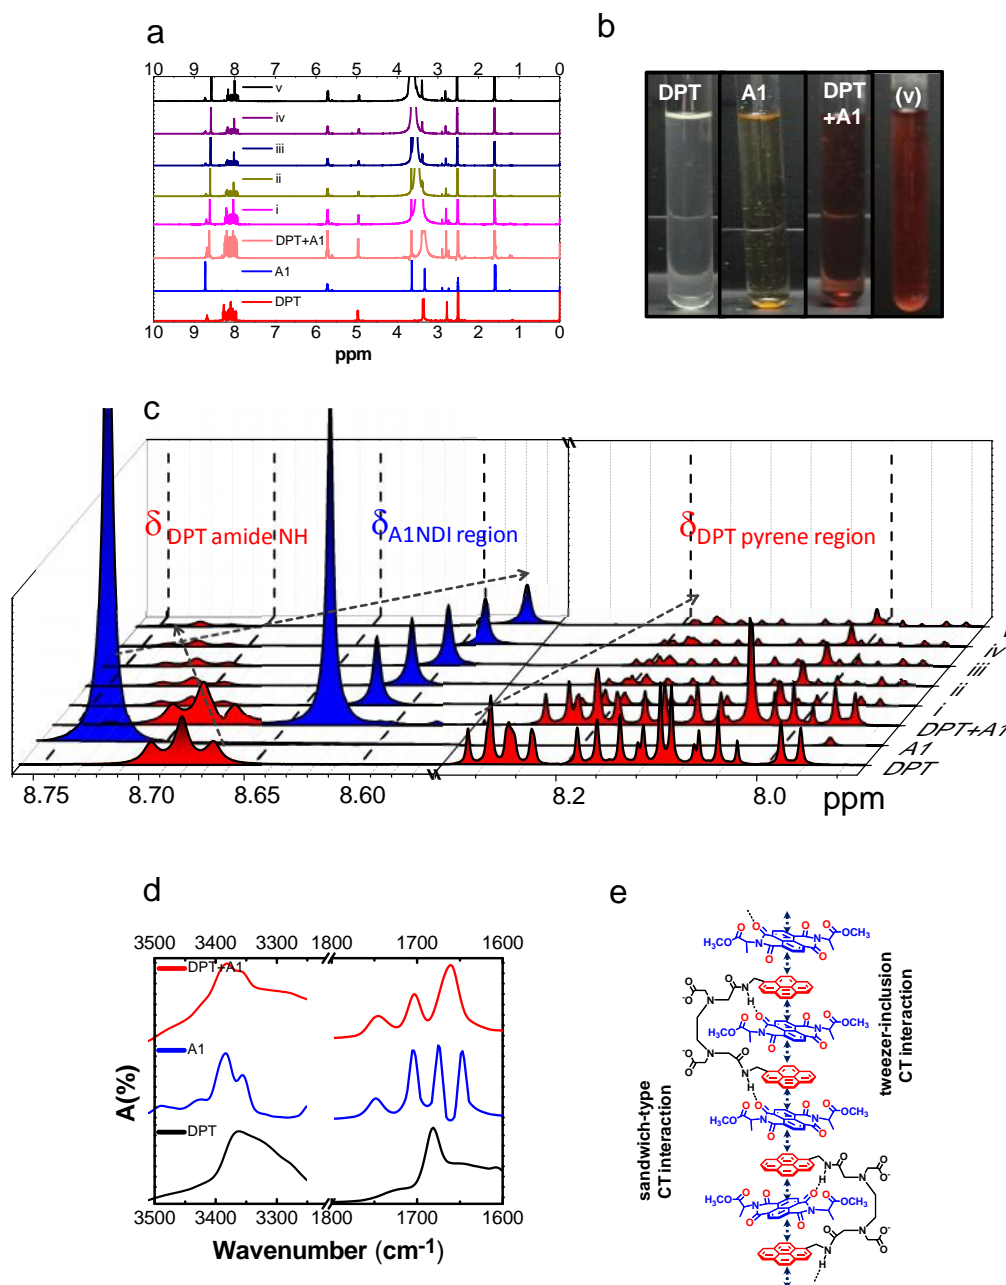 a
10 9 8 7 6 5 4 3 2 1 0
v
iv
iii
ii
i
DPT+A1
A1
DPT
10 9 8 7 6 5 4 3 2 1 0
ppm
b
DPT
A1
DPT
+A1
(v)
c
δ DPT amide NH
δ A1NDI region
δ DPT pyrene region
iv
iii
ii
i
DPT+A1
A1
DPT
8.75 8.70 8.65 8.60 8.2 8.0 ppm
d
3500 3400 3300 1800 1700 1600
DPT+A1
A1
DPT
A(%)
3500 3400 3300 1800 1700 1600
Wavenumber (cm-1)
e
sandwich-type
CT interaction
tweezer-inclusion
CT interaction
O O O OCH3
H3CO N N O
O O
O O
-O N N H
O O OCH3
H3CO N N O
O O
-O N N H
O O OCH3
H3CO N N O
O O
N N O
H O O-
H3CO O O OCH3
O N N O
O O
N N O-
H O O